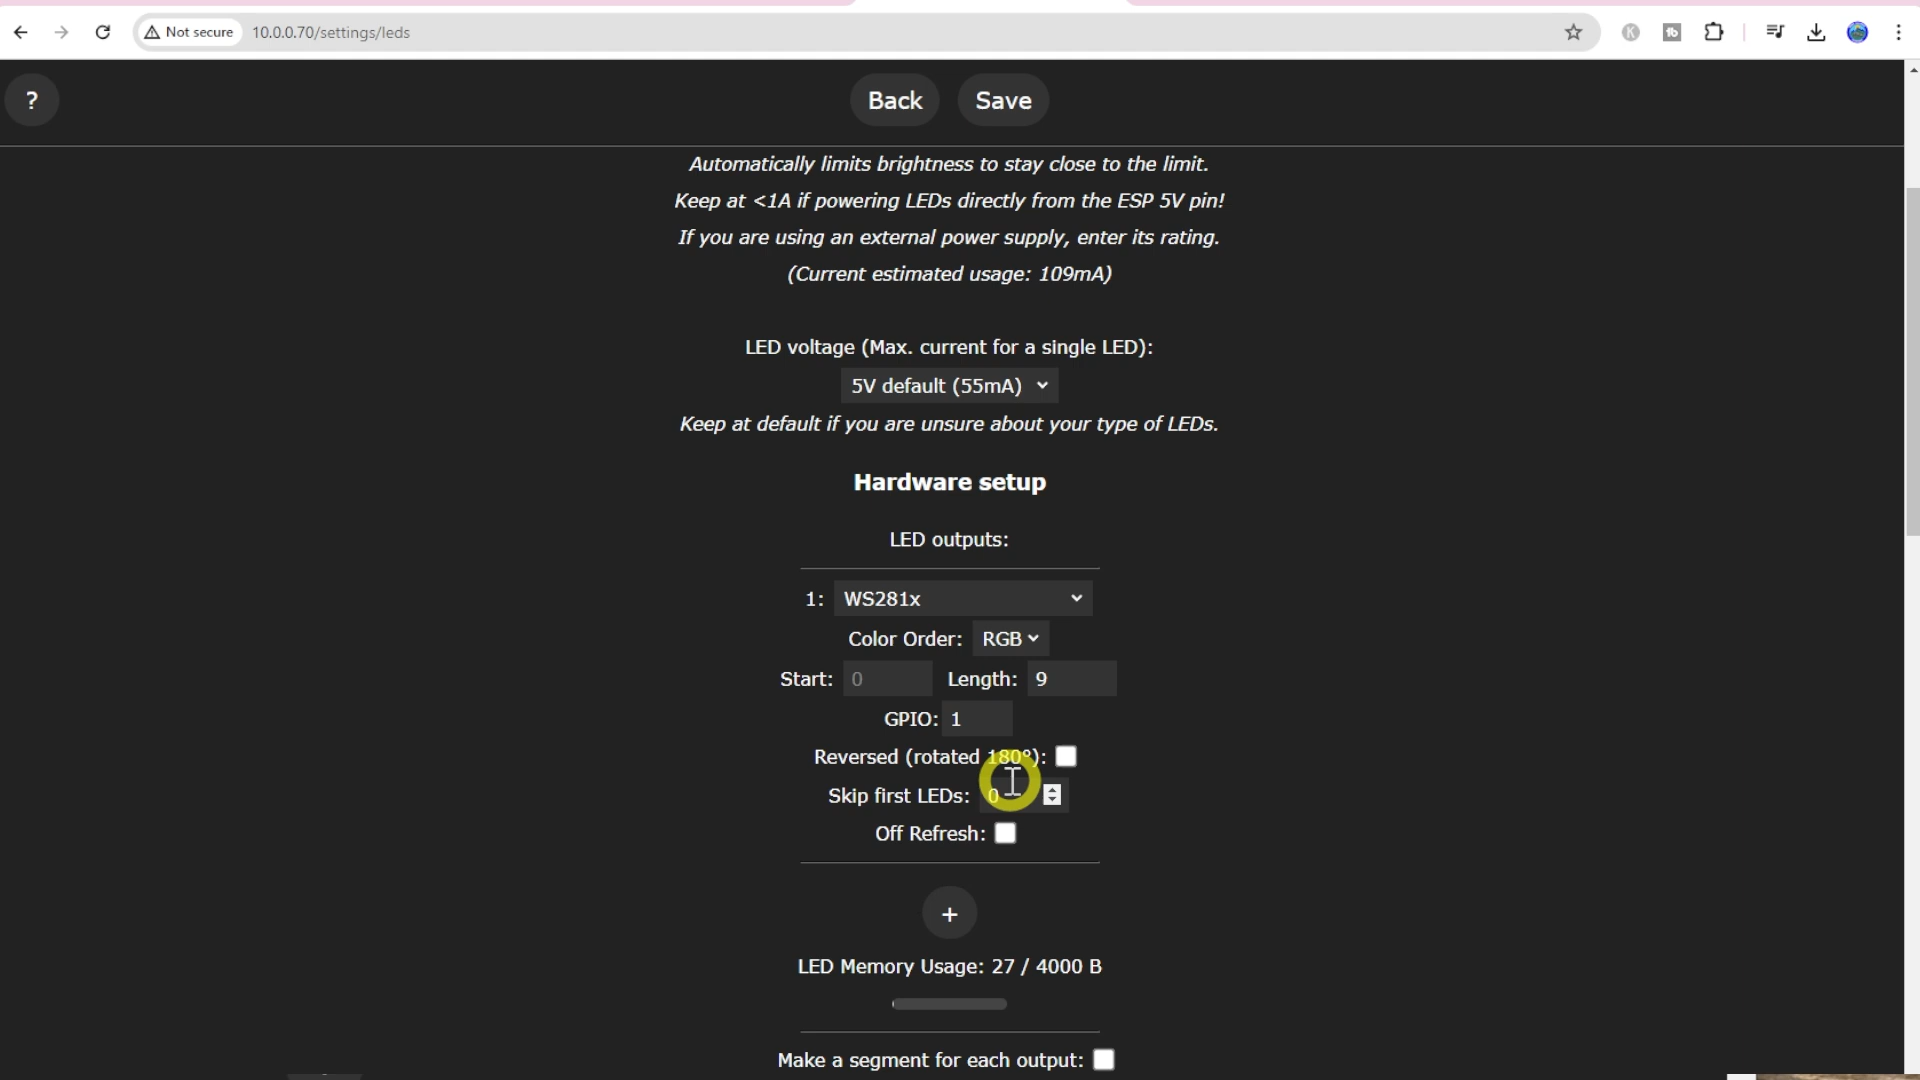 Not secure
10.0.0.70/settings/leds
?
Back
Save
Automatically limits brightness to stay close to the limit.
Keep at <1A if powering LEDs directly from the ESP 5V pin!
If you are using an external power supply, enter its rating.
(Current estimated usage: 109mA)
LED voltage (Max. current for a single LED):
5V default (55mA)
Keep at default if you are unsure about your type of LEDs.
Hardware setup
LED outputs:
1: WS281x
Color Order: RGB
Start: 0 Length: 9
GPIO: 1
Reversed (rotated 180°):
Skip first LEDs: 0
Off Refresh:
+
LED Memory Usage: 27 / 4000 B
Make a segment for each output: